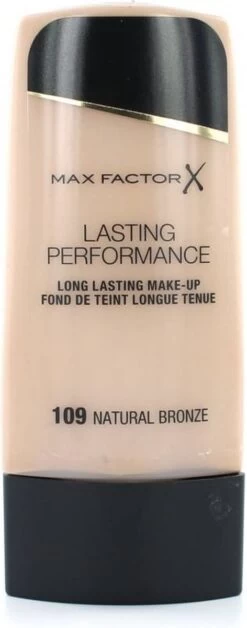 MAX FACTOR X
LASTING
PERFORMANCE
LONG LASTING MAKE-UP
FOND DE TEINT LONGUE TENUE
109 NATURAL BRONZE